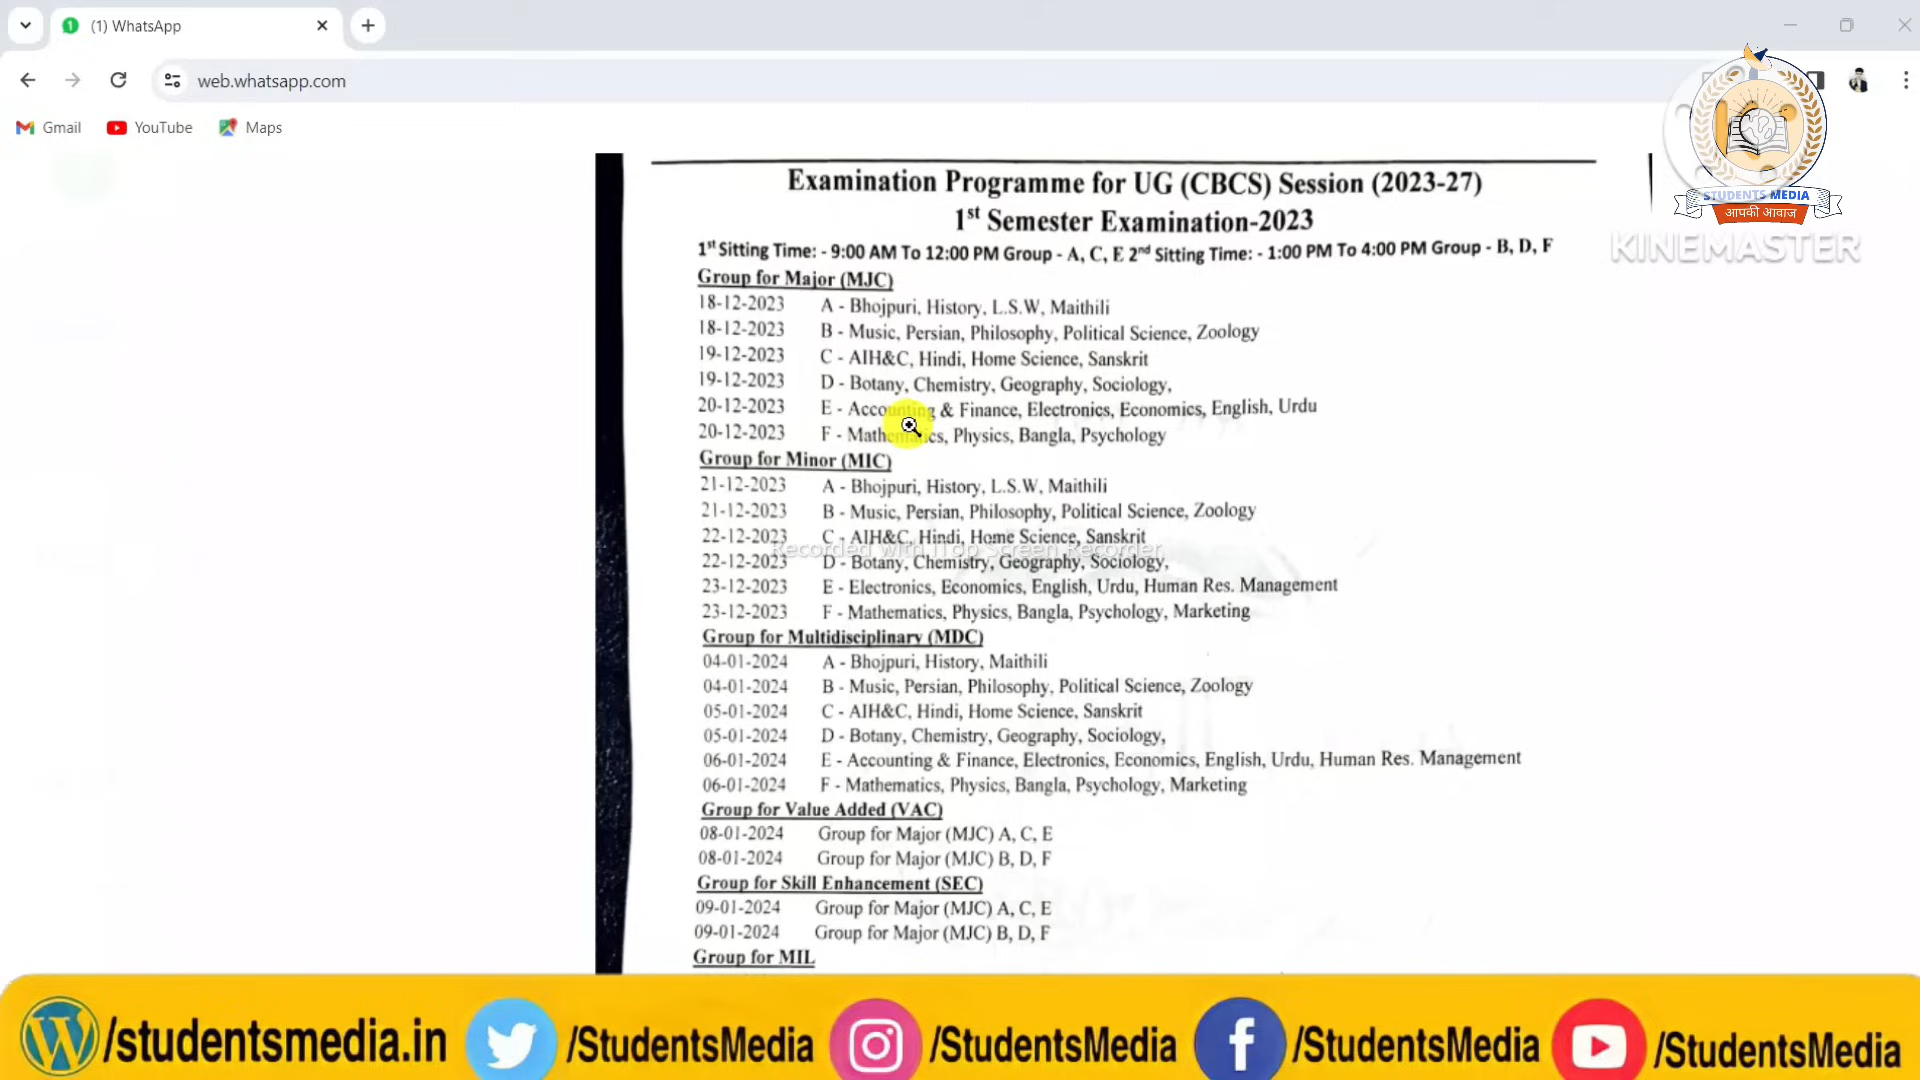 (1) WhatsApp
web.whatsapp.com
Gmail YouTube Maps
STUDENTS MEDIA
आपकी आवाज
KINEMASTER
Examination Programme for UG (CBCS) Session (2023-27)
1st Semester Examination-2023
1st Sitting Time: - 9:00 AM To 12:00 PM Group - A, C, E 2nd Sitting Time: - 1:00 PM To 4:00 PM Group - B, D, F
Group for Major (MJC)
18-12-2023 A - Bhojpuri, History, L.S.W, Maithili
18-12-2023 B - Music, Persian, Philosophy, Political Science, Zoology
19-12-2023 C - AIH&C, Hindi, Home Science, Sanskrit
19-12-2023 D - Botany, Chemistry, Geography, Sociology,
20-12-2023 E - Accounting & Finance, Electronics, Economics, English, Urdu
20-12-2023 F - Mathematics, Physics, Bangla, Psychology
Group for Minor (MIC)
21-12-2023 A - Bhojpuri, History, L.S.W, Maithili
21-12-2023 B - Music, Persian, Philosophy, Political Science, Zoology
22-12-2023 C - AIH&C, Hindi, Home Science, Sanskrit
Recorded with iTop Screen Recorder
22-12-2023 D - Botany, Chemistry, Geography, Sociology,
23-12-2023 E - Electronics, Economics, English, Urdu, Human Res. Management
23-12-2023 F - Mathematics, Physics, Bangla, Psychology, Marketing
Group for Multidisciplinary (MDC)
04-01-2024 A - Bhojpuri, History, Maithili
04-01-2024 B - Music, Persian, Philosophy, Political Science, Zoology
05-01-2024 C - AIH&C, Hindi, Home Science, Sanskrit
05-01-2024 D - Botany, Chemistry, Geography, Sociology,
06-01-2024 E - Accounting & Finance, Electronics, Economics, English, Urdu, Human Res. Management
06-01-2024 F - Mathematics, Physics, Bangla, Psychology, Marketing
Group for Value Added (VAC)
08-01-2024 Group for Major (MJC) A, C, E
08-01-2024 Group for Major (MJC) B, D, F
Group for Skill Enhancement (SEC)
09-01-2024 Group for Major (MJC) A, C, E
09-01-2024 Group for Major (MJC) B, D, F
Group for MIL
/studentsmedia.in /StudentsMedia /StudentsMedia /StudentsMedia /StudentsMedia